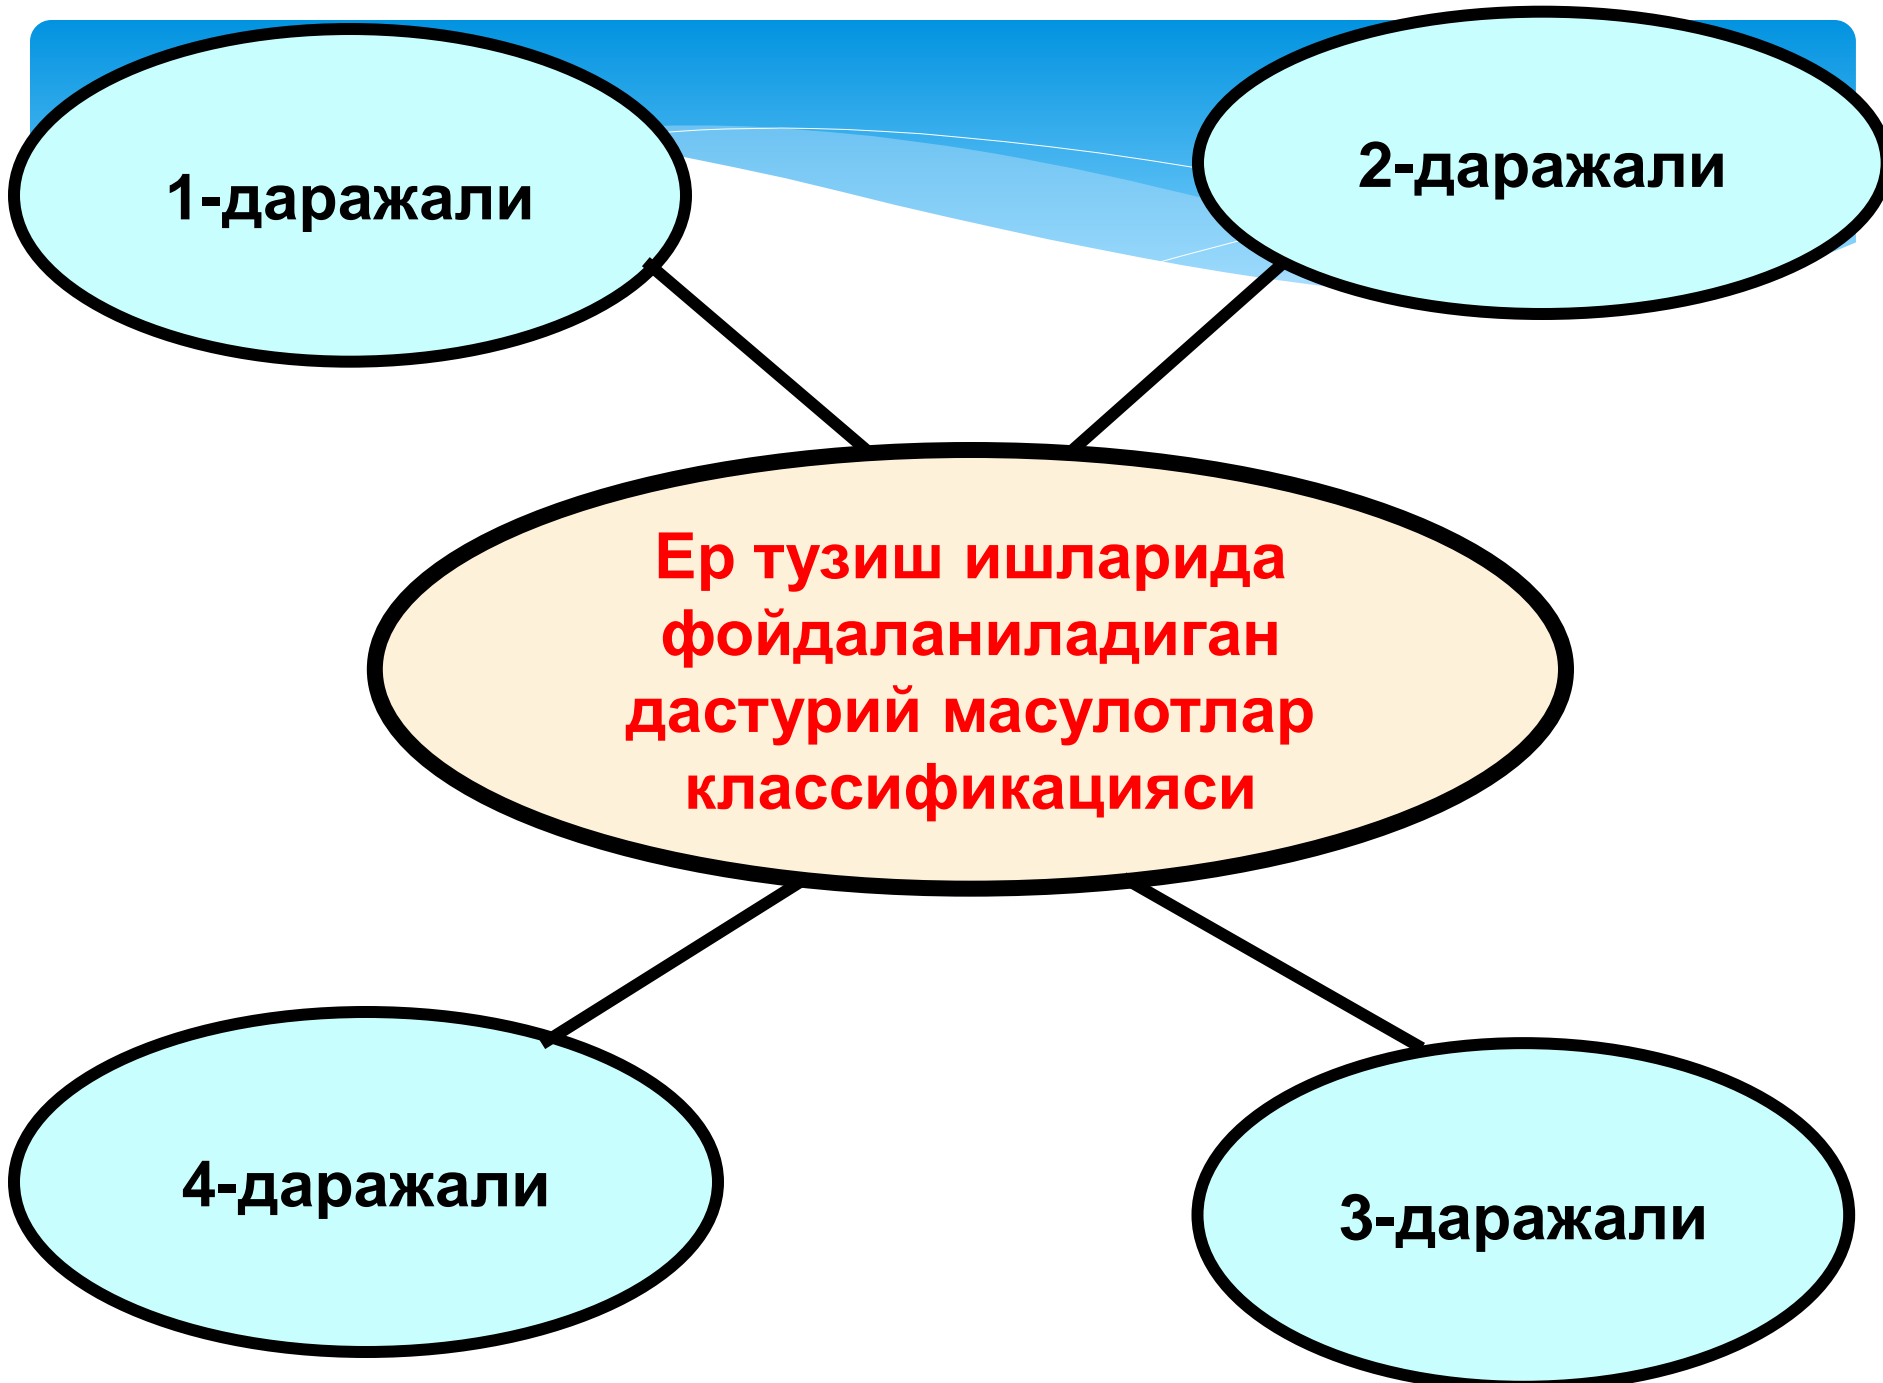 1-даражали
2-даражали
Ер тузиш ишларида
фойдаланиладиган
дастурий масулотлар
классификацияси
4-даражали
3-даражали